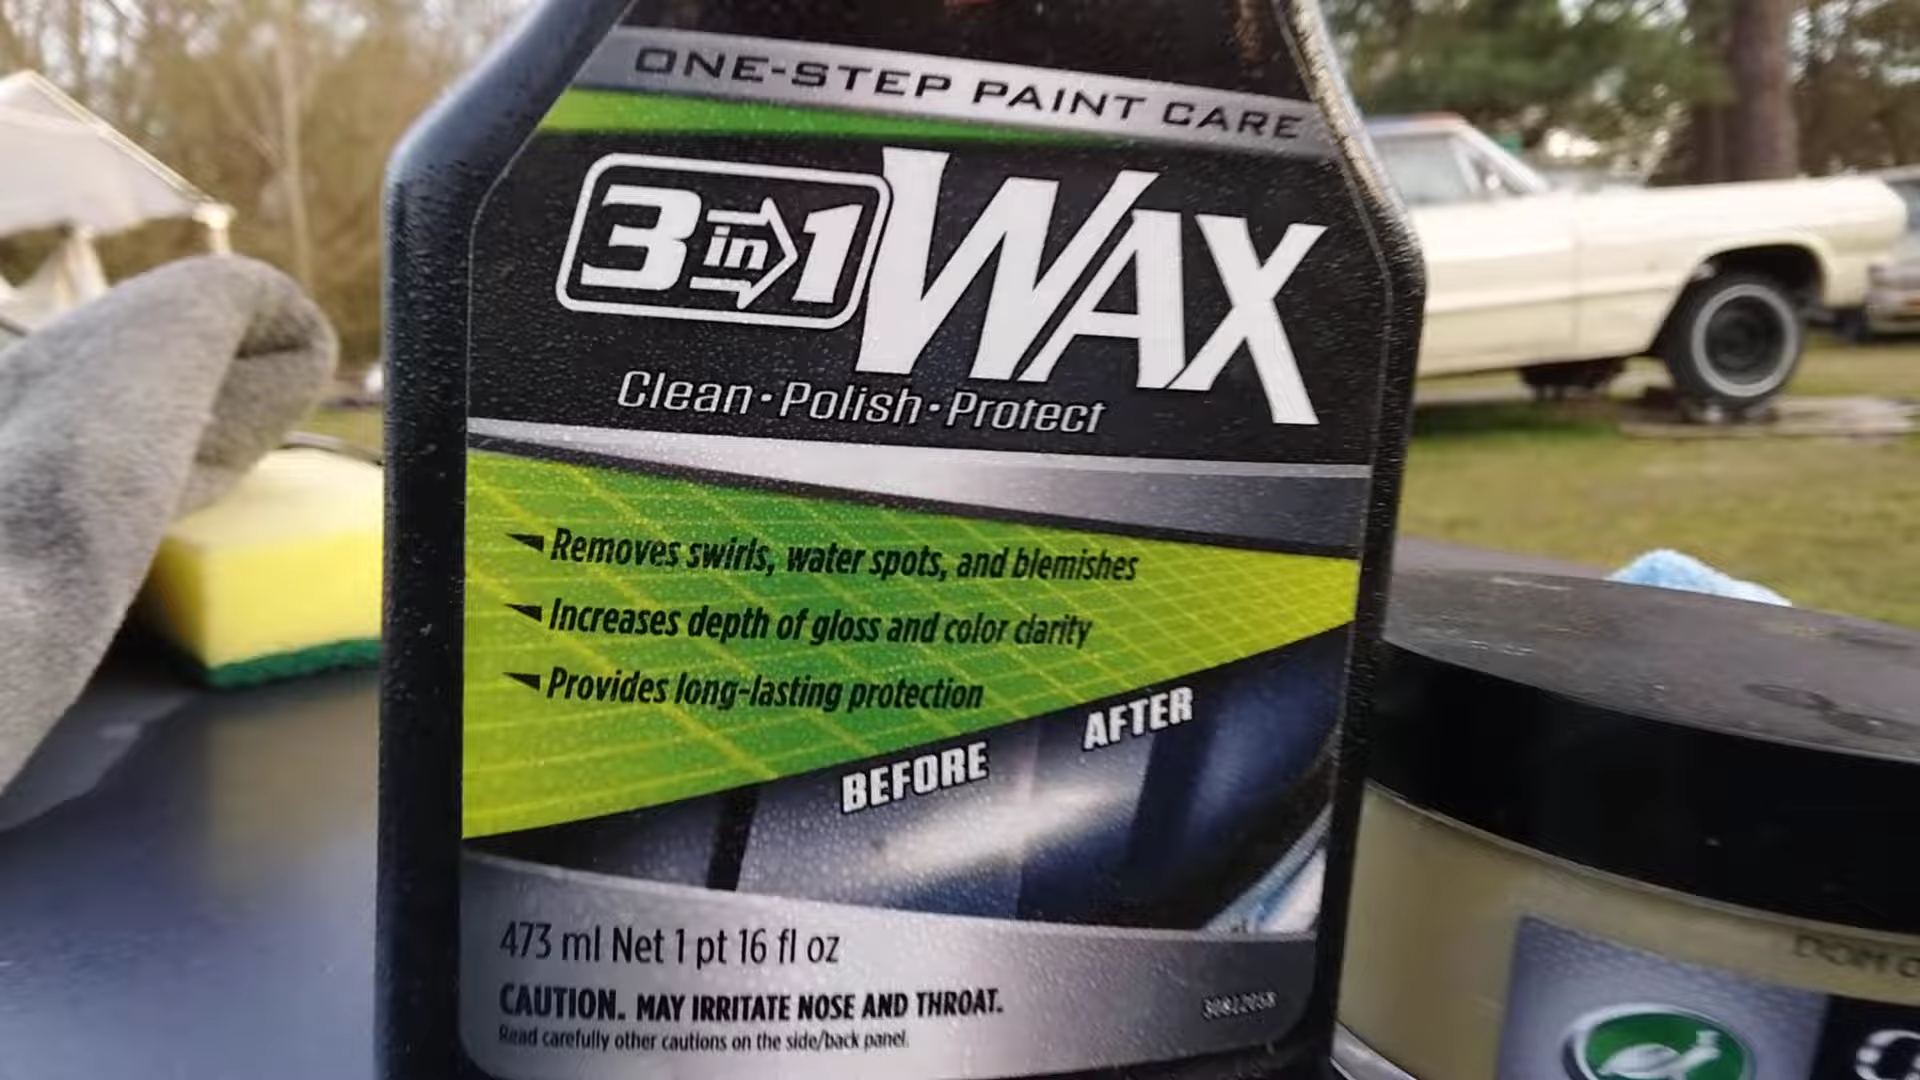 ONE-STEP PAINT CARE
3 in 1 WAX
Clean • Polish • Protect
Removes swirls, water spots, and blemishes
Increases depth of gloss and color clarity
Provides long-lasting protection
BEFORE
AFTER
473 ml Net 1 pt 16 fl oz
CAUTION. MAY IRRITATE NOSE AND THROAT.
Read carefully other cautions on the side/back panel.